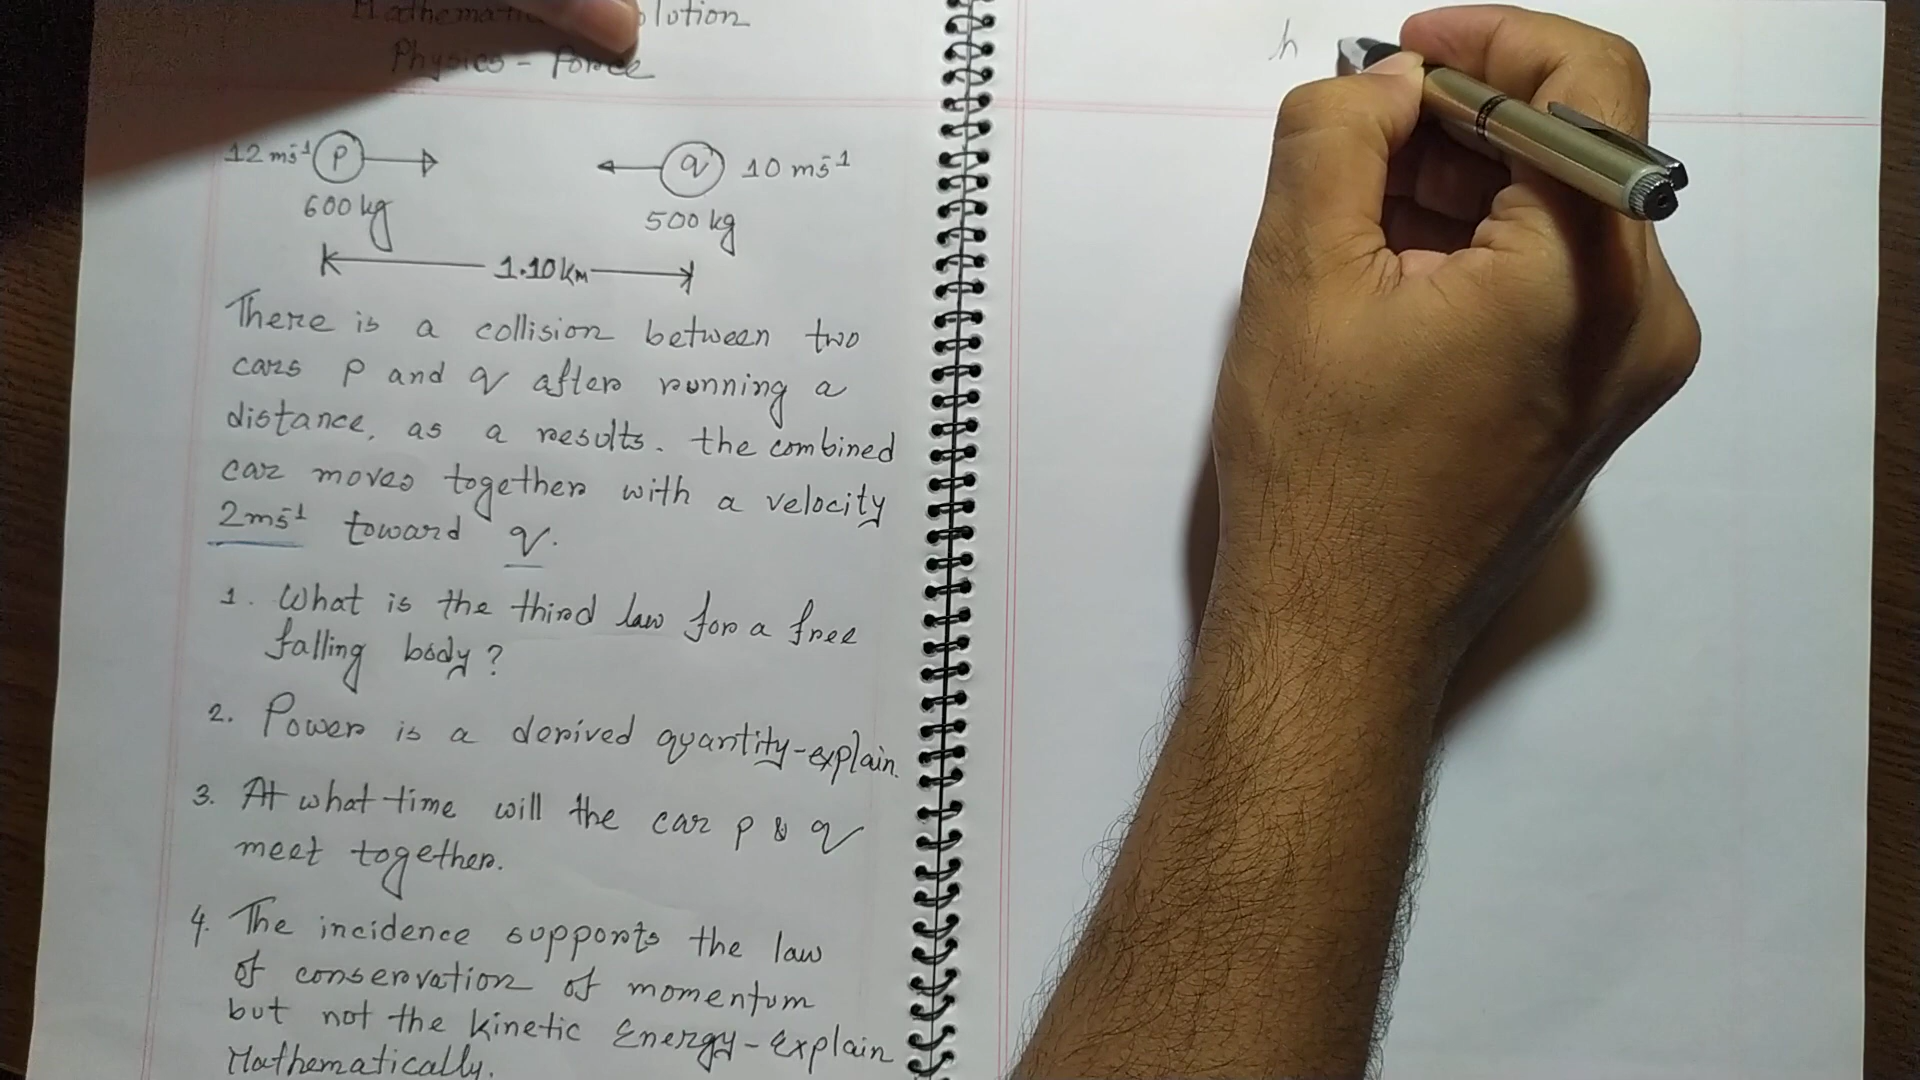 lution
Physics - Force
12 ms⁻¹ P q 10 ms⁻¹
600 kg 500 kg
1.10 km
There is a collision between two
cars P and q after running a
distance, as a results. the combined
car moves together with a velocity
2ms⁻¹ toward q.
1. What is the third law for a free
falling body?
2. Power is a derived quantity-explain.
3. At what time will the car P & q
meet together.
4. The incidence supports the law
of conservation of momentum
but not the kinetic Energy-explain
Mathematically.
h